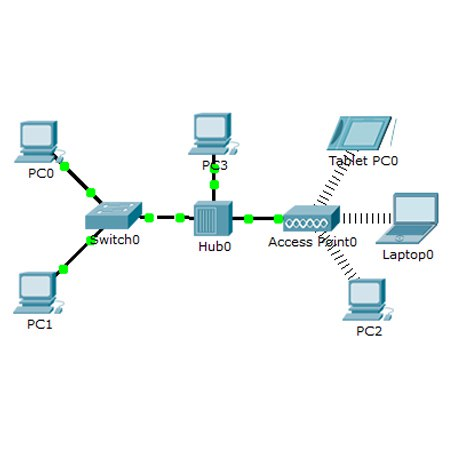 PC0
PC3
Tablet PC0
Switch0
Hub0
Access Point0
Laptop0
PC1
PC2